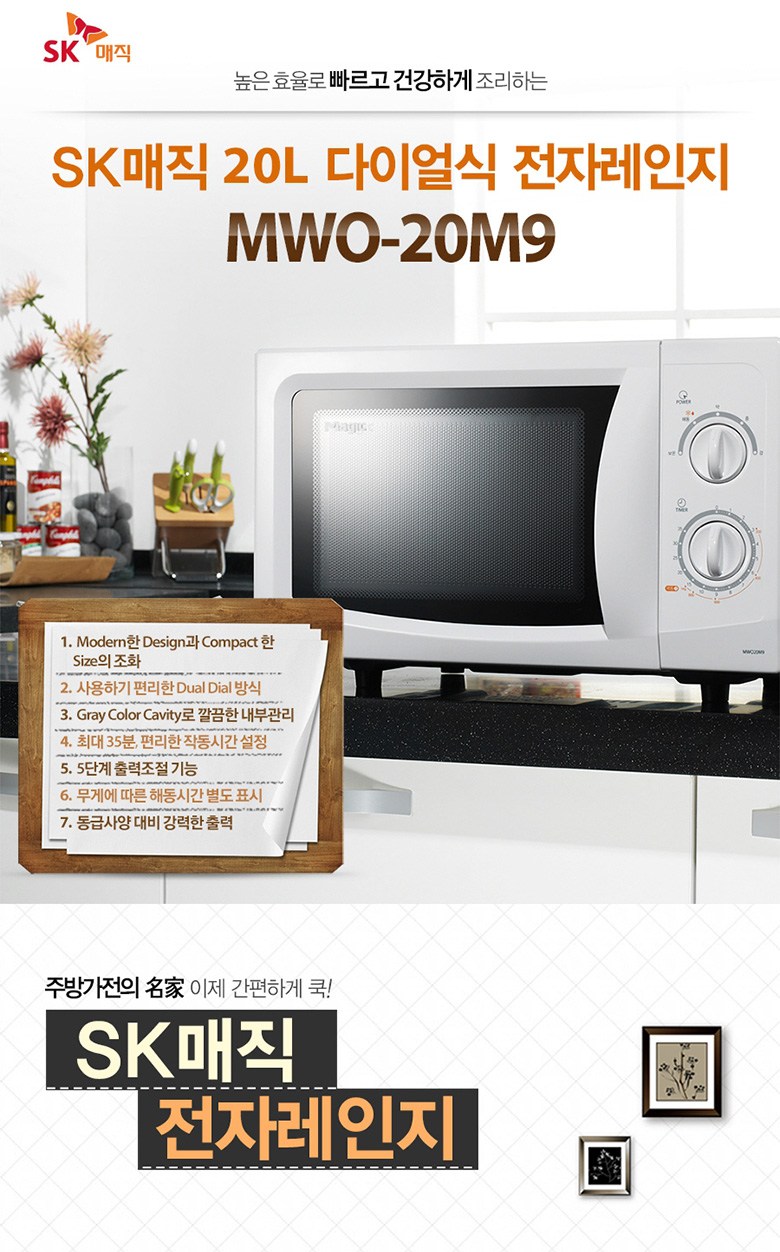 SK 매직
높은 효율로 빠르고 건강하게 조리하는
SK매직 20L 다이얼식 전자레인지
MWO-20M9
Magic
POWER
TIMER
MWO20M9
Campbell's
1. Modern한 Design과 Compact 한
Size의 조화
2. 사용하기 편리한 Dual Dial 방식
3. Gray Color Cavity로 깔끔한 내부관리
4. 최대 35분, 편리한 작동시간 설정
5. 5단계 출력조절 기능
6. 무게에 따른 해동시간 별도 표시
7. 동급사양 대비 강력한 출력
주방가전의 名家 이제 간편하게 쿡!
SK매직
전자레인지